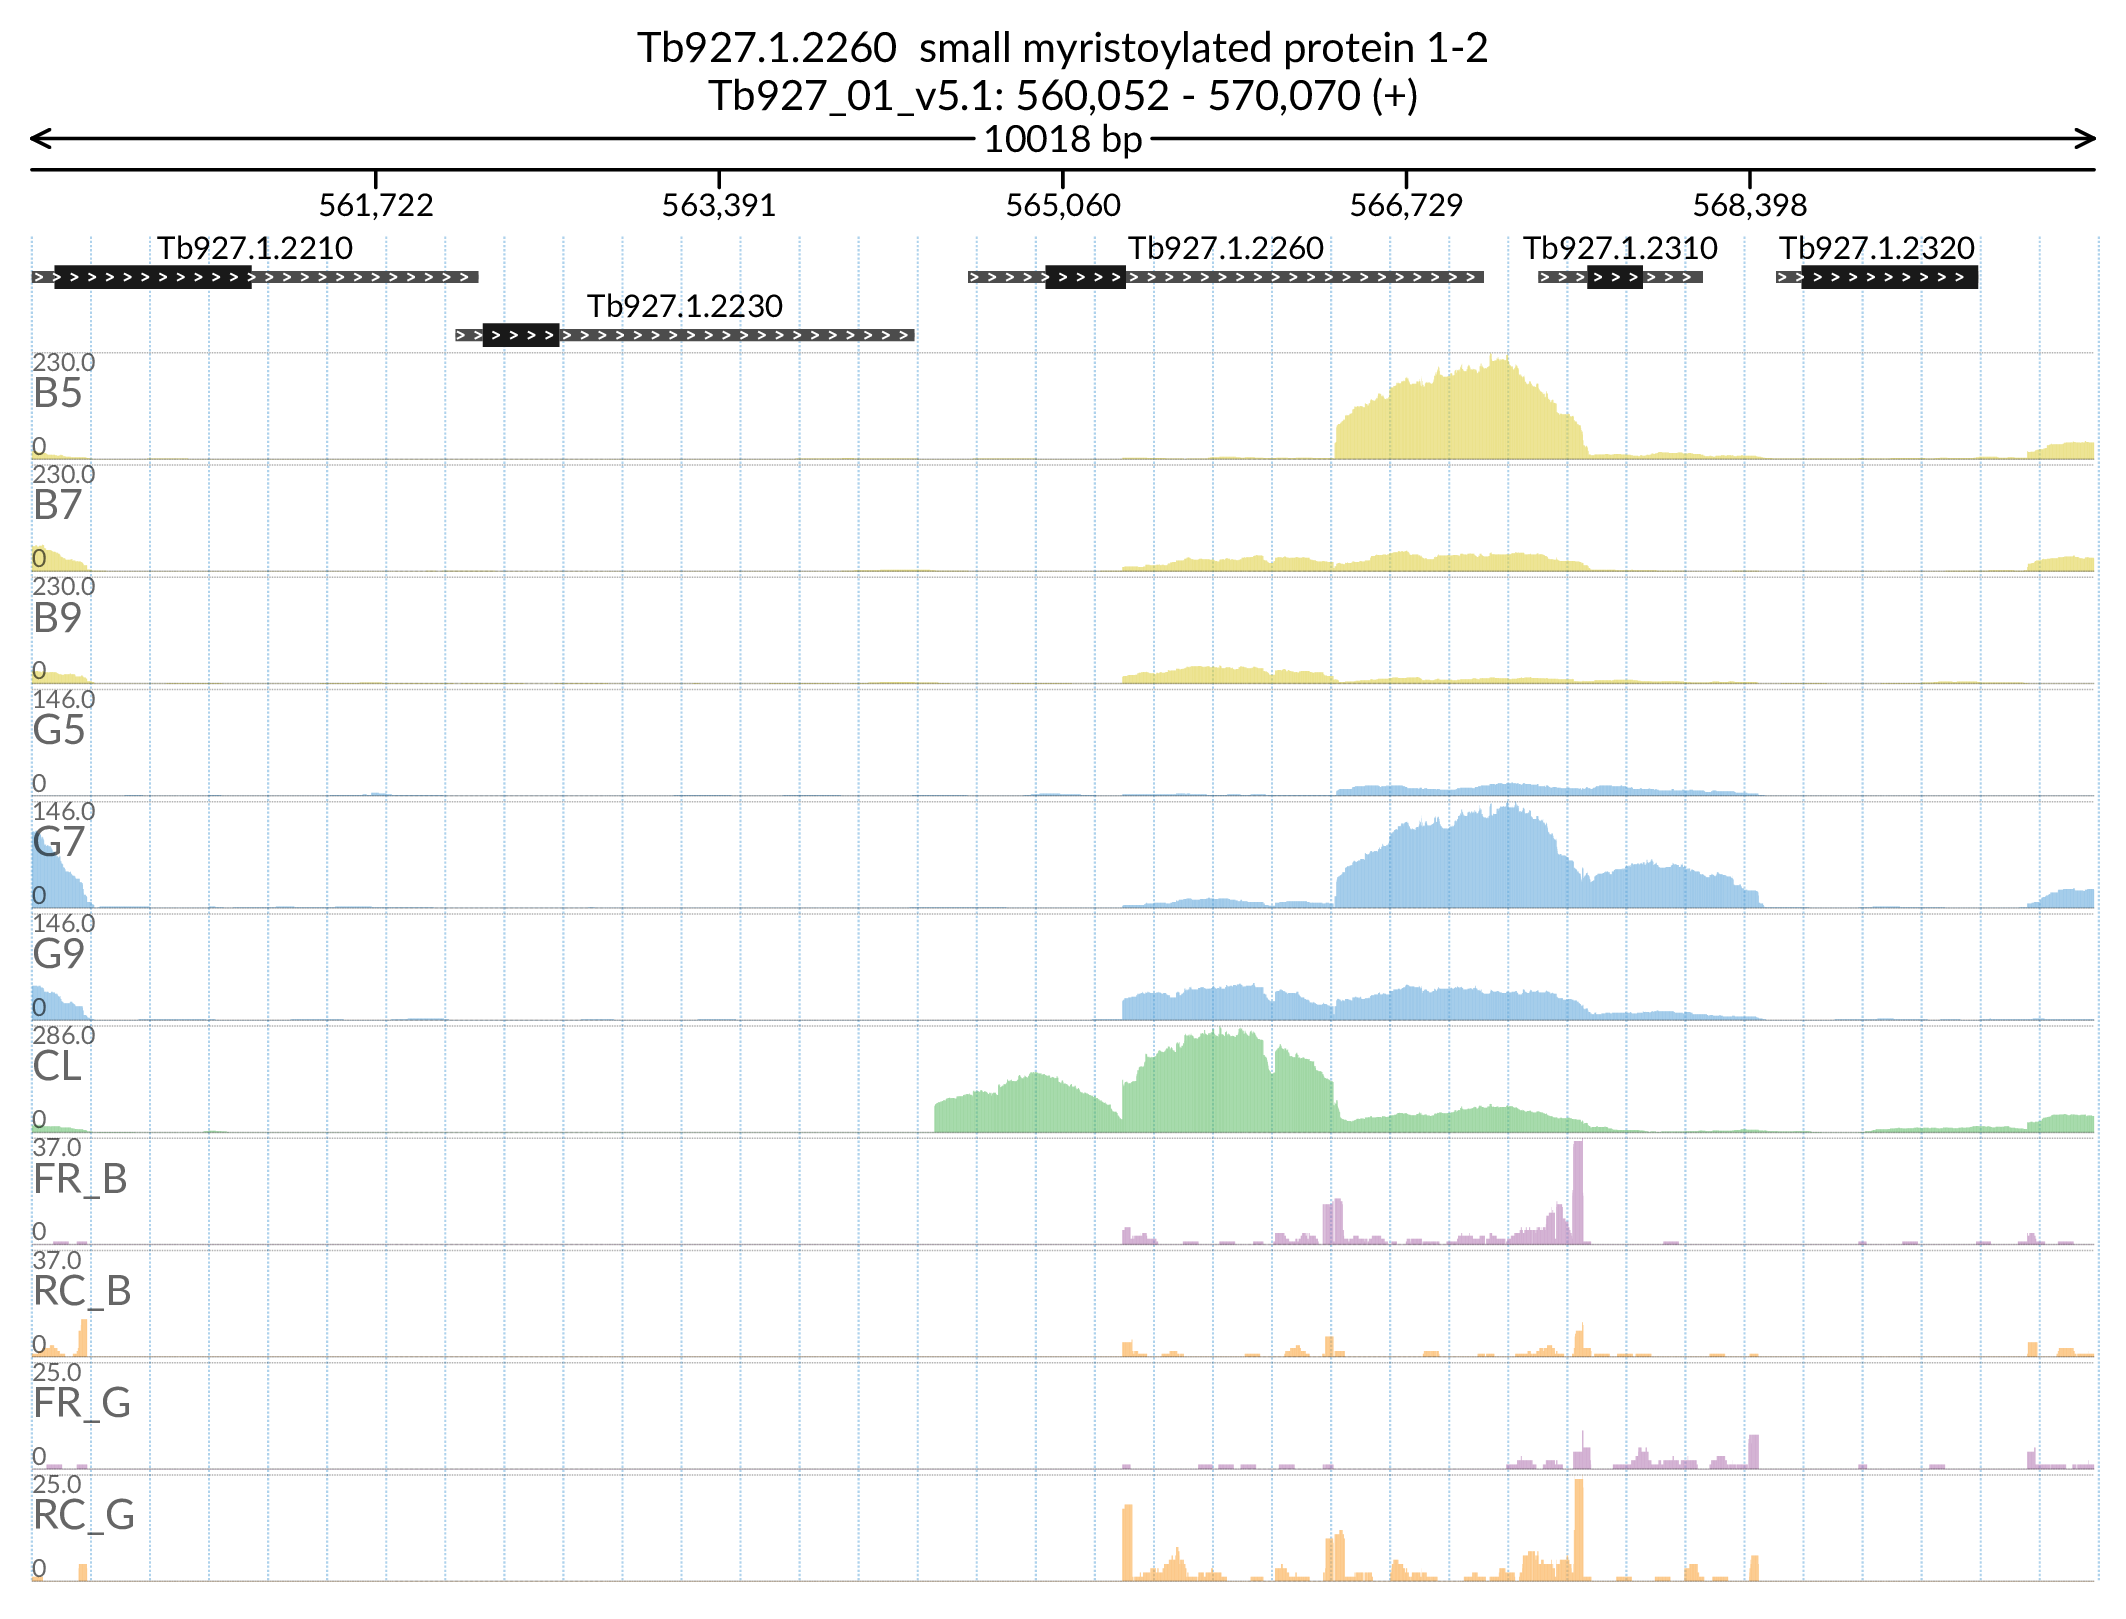 Tb927.1.2260  small myristoylated protein 1-2
Tb927_01_v5.1: 560,052 - 570,070 (+)
10018 bp
561,722 563,391 565,060 566,729 568,398
Tb927.1.2210 Tb927.1.2260 Tb927.1.2310 Tb927.1.2320
Tb927.1.2230
230.0
B5
0
230.0
B7
0
230.0
B9
0
146.0
G5
0
146.0
G7
0
146.0
G9
0
286.0
CL
0
37.0
FR_B
0
37.0
RC_B
0
25.0
FR_G
0
25.0
RC_G
0